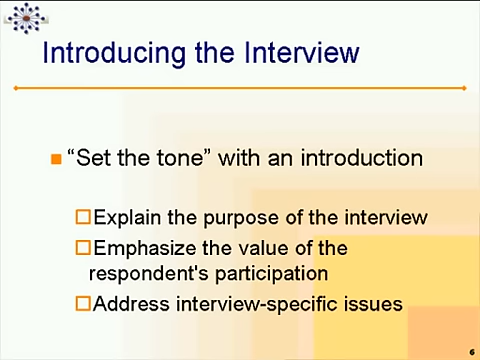 Introducing the Interview
“Set the tone” with an introduction
Explain the purpose of the interview
Emphasize the value of the
respondent's participation
Address interview-specific issues
6